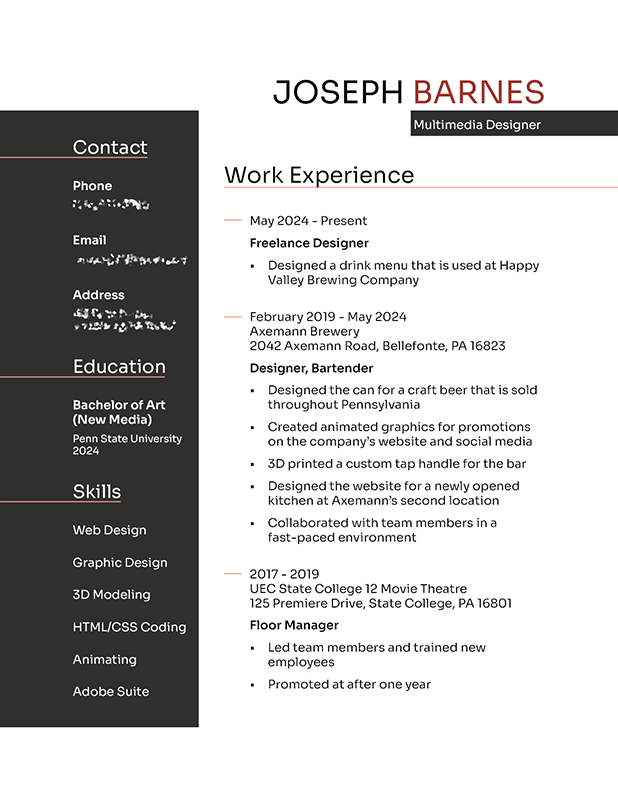 JOSEPH BARNES
Multimedia Designer
Contact
Phone
Email
Address
Education
Bachelor of Art
(New Media)
Penn State University
2024
Skills
Web Design
Graphic Design
3D Modeling
HTML/CSS Coding
Animating
Adobe Suite
Work Experience
May 2024 - Present
Freelance Designer
• Designed a drink menu that is used at Happy
Valley Brewing Company
February 2019 - May 2024
Axemann Brewery
2042 Axemann Road, Bellefonte, PA 16823
Designer, Bartender
• Designed the can for a craft beer that is sold
throughout Pennsylvania
• Created animated graphics for promotions
on the company’s website and social media
• 3D printed a custom tap handle for the bar
• Designed the website for a newly opened
kitchen at Axemann’s second location
• Collaborated with team members in a
fast-paced environment
2017 - 2019
UEC State College 12 Movie Theatre
125 Premiere Drive, State College, PA 16801
Floor Manager
• Led team members and trained new
employees
• Promoted at after one year